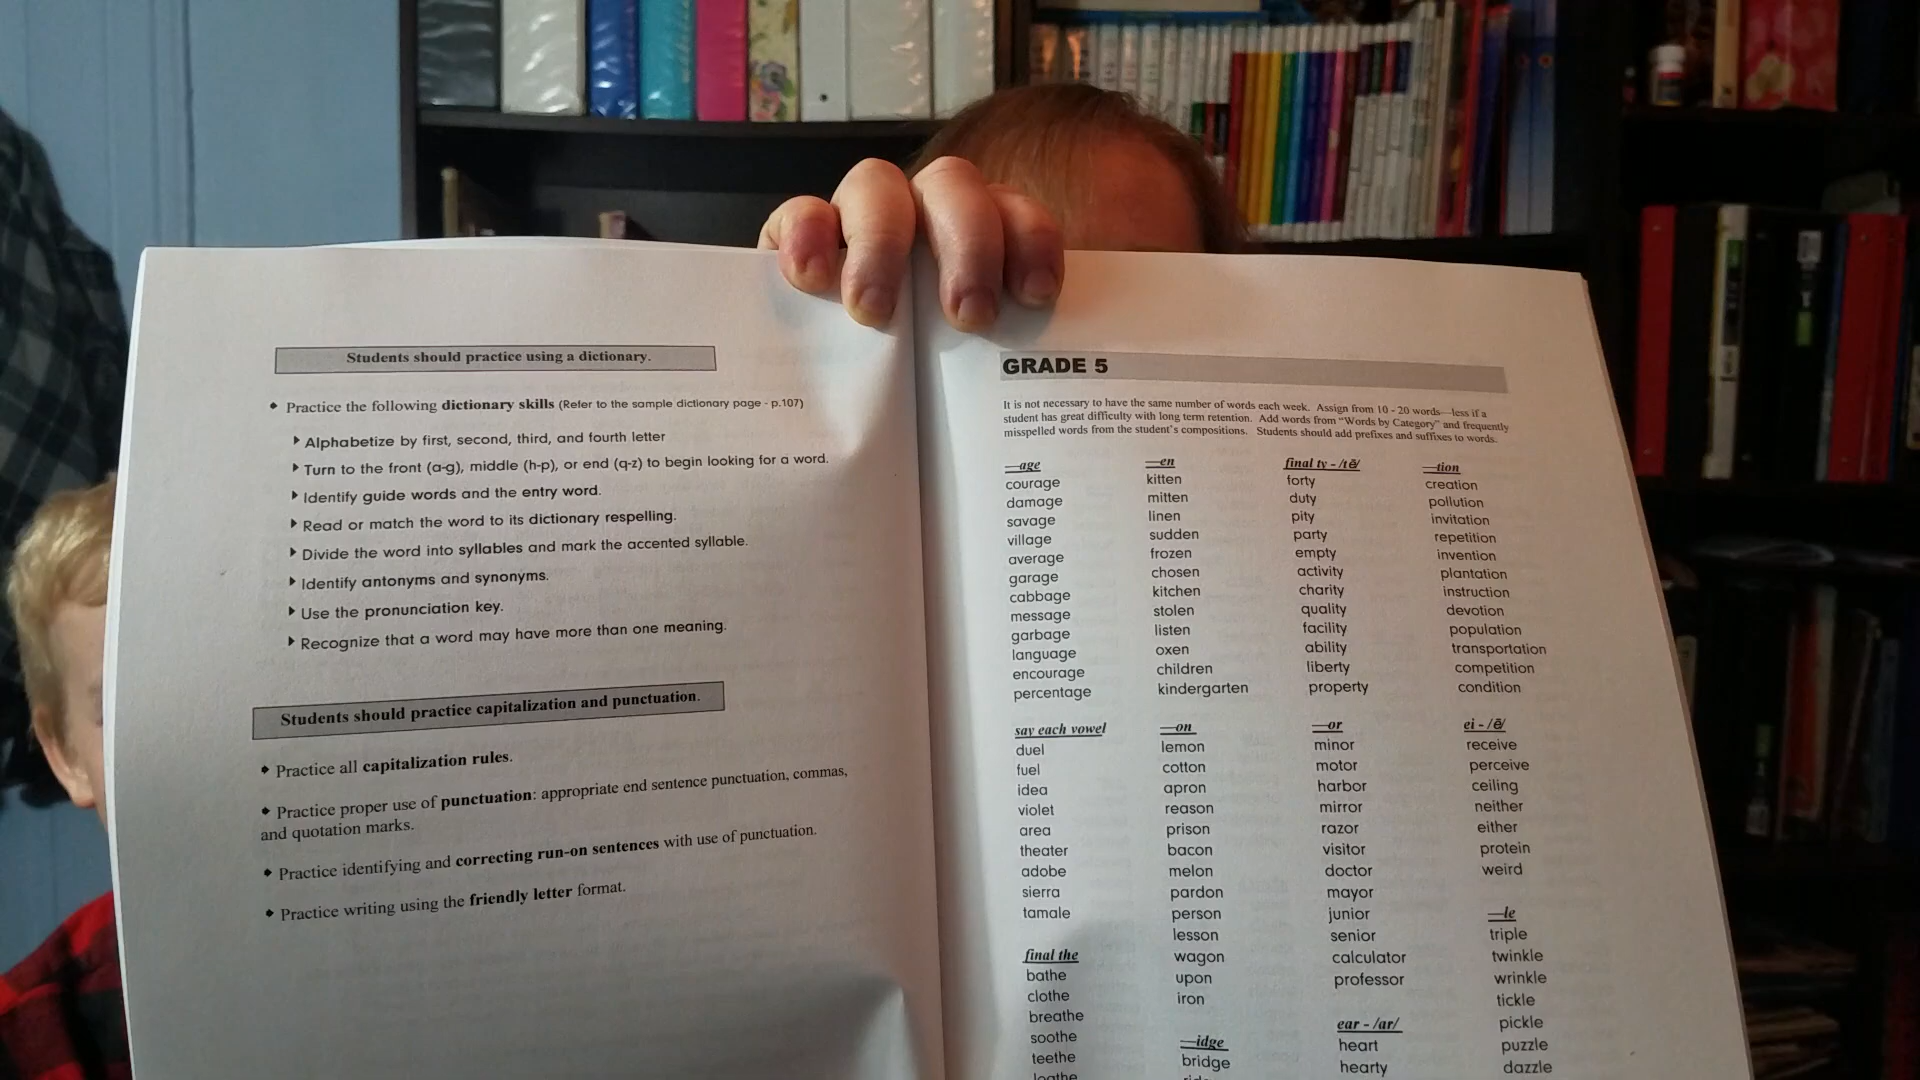 Students should practice using a dictionary.
◆ Practice the following dictionary skills (Refer to the sample dictionary page - p.107)
▶ Alphabetize by first, second, third, and fourth letter
▶ Turn to the front (a-g), middle (h-p), or end (q-z) to begin looking for a word.
▶ Identify guide words and the entry word.
▶ Read or match the word to its dictionary respelling.
▶ Divide the word into syllables and mark the accented syllable.
▶ Identify antonyms and synonyms.
▶ Use the pronunciation key.
▶ Recognize that a word may have more than one meaning.
Students should practice capitalization and punctuation.
◆ Practice all capitalization rules.
◆ Practice proper use of punctuation: appropriate end sentence punctuation, commas,
and quotation marks.
◆ Practice identifying and correcting run-on sentences with use of punctuation.
◆ Practice writing using the friendly letter format.
GRADE 5
It is not necessary to have the same number of words each week. Assign from 10 - 20 words—less if a
student has great difficulty with long term retention. Add words from "Words by Category" and frequently
misspelled words from the student's compositions. Students should add prefixes and suffixes to words.
—age
courage
damage
savage
village
average
garage
cabbage
message
garbage
language
encourage
percentage
say each vowel
duel
fuel
idea
violet
area
theater
adobe
sierra
tamale
final the
bathe
clothe
breathe
soothe
teethe
loathe
—en
kitten
mitten
linen
sudden
frozen
chosen
kitchen
stolen
listen
oxen
children
kindergarten
—on
lemon
cotton
apron
reason
prison
bacon
melon
pardon
person
lesson
wagon
upon
iron
—idge
bridge
final ty - /tē/
forty
duty
pity
party
empty
activity
charity
quality
facility
ability
liberty
property
—or
minor
motor
harbor
mirror
razor
visitor
doctor
mayor
junior
senior
calculator
professor
ear - /ar/
heart
hearty
—tion
creation
pollution
invitation
repetition
invention
plantation
instruction
devotion
population
transportation
competition
condition
ei - /ē/
receive
perceive
ceiling
neither
either
protein
weird
—le
triple
twinkle
wrinkle
tickle
pickle
puzzle
dazzle